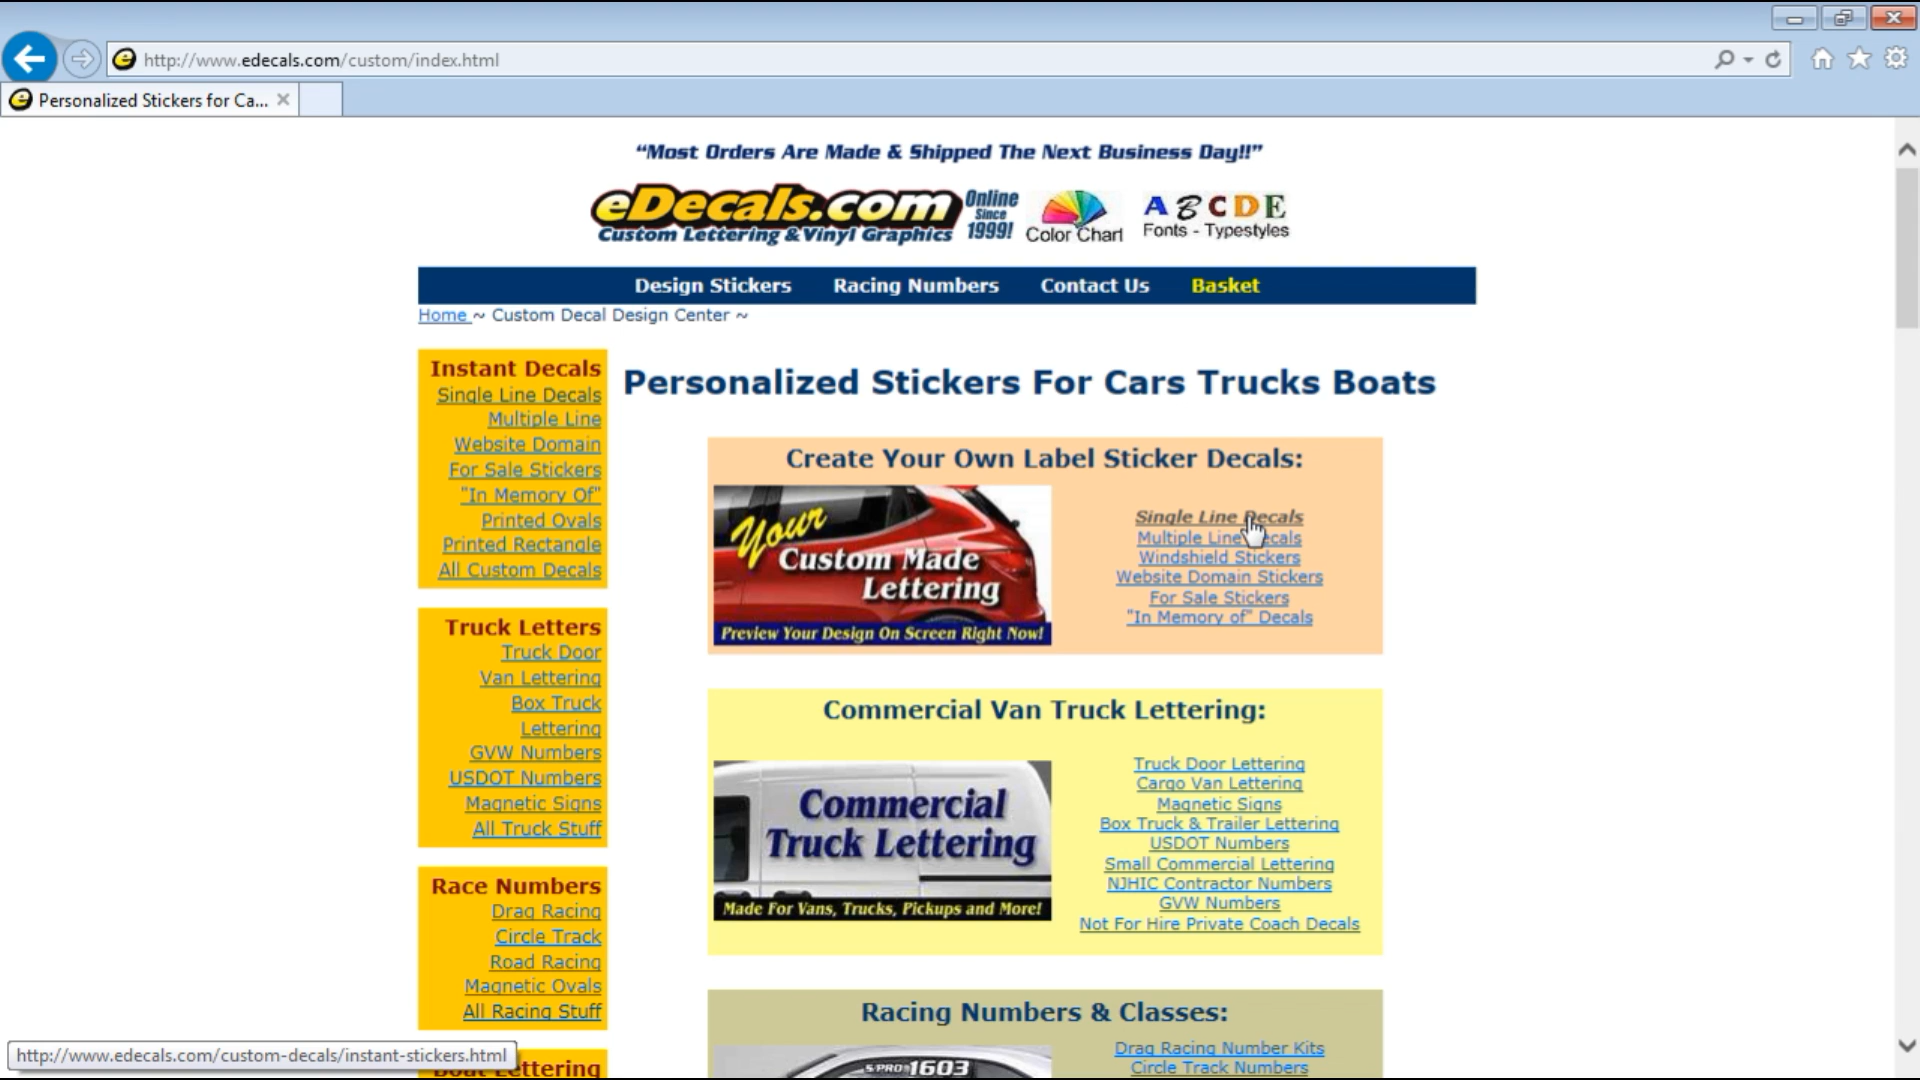 http://www.edecals.com/custom/index.html
Personalized Stickers for Ca...
"Most Orders Are Made & Shipped The Next Business Day!!"
eDecals.com
Custom Lettering & Vinyl Graphics
Online
Since
1999!
Color Chart
A B C D E
Fonts - Typestyles
Design Stickers Racing Numbers Contact Us Basket
Home ~ Custom Decal Design Center ~
Instant Decals
Single Line Decals
Multiple Line
Website Domain
For Sale Stickers
"In Memory Of"
Printed Ovals
Printed Rectangle
All Custom Decals
Truck Letters
Truck Door
Van Lettering
Box Truck
Lettering
GVW Numbers
USDOT Numbers
Magnetic Signs
All Truck Stuff
Race Numbers
Drag Racing
Circle Track
Road Racing
Magnetic Ovals
All Racing Stuff
Boat Lettering
Personalized Stickers For Cars Trucks Boats
Create Your Own Label Sticker Decals:
Your
Custom Made
Lettering
Preview Your Design On Screen Right Now!
Single Line Decals
Multiple Line Decals
Windshield Stickers
Website Domain Stickers
For Sale Stickers
"In Memory of" Decals
Commercial Van Truck Lettering:
Commercial
Truck Lettering
Made For Vans, Trucks, Pickups and More!
Truck Door Lettering
Cargo Van Lettering
Magnetic Signs
Box Truck & Trailer Lettering
USDOT Numbers
Small Commercial Lettering
NJHIC Contractor Numbers
GVW Numbers
Not For Hire Private Coach Decals
Racing Numbers & Classes:
S/PRO 1603
Drag Racing Number Kits
Circle Track Numbers
http://www.edecals.com/custom-decals/instant-stickers.html